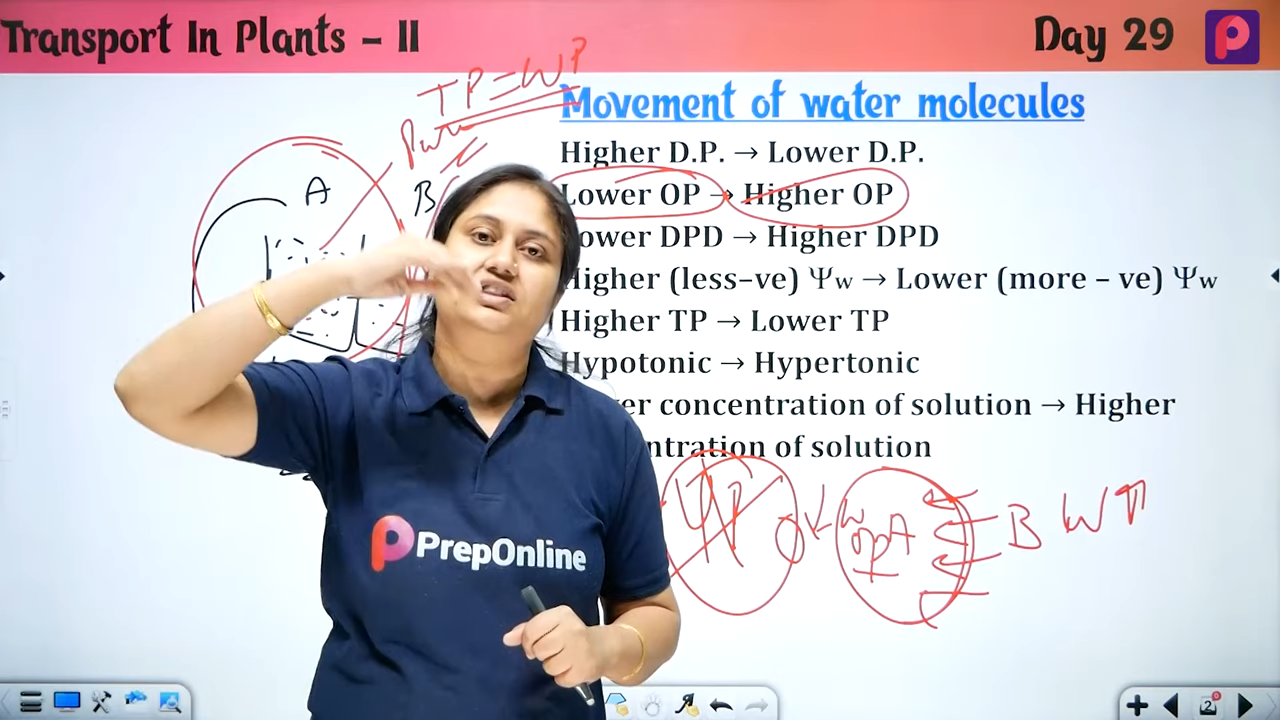 Transport In Plants – II
Day 29
TP = WP
Movement of water molecules
Higher D.P. → Lower D.P.
A
B
Lower OP → Higher OP
ower DPD → Higher DPD
Higher (less–ve) Ψw → Lower (more – ve) Ψw
Higher TP → Lower TP
Hypotonic → Hypertonic
er concentration of solution → Higher
ntration of solution
OPA
B
PrepOnline
2